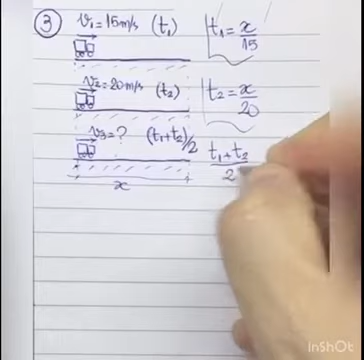 ③ v₁ = 15 m/s (t₁) t₁ = x/15
v₂ = 20 m/s (t₂) t₂ = x/20
v₃ = ? (t₁+t₂)/2 t₁+t₂/2
x
InShOt